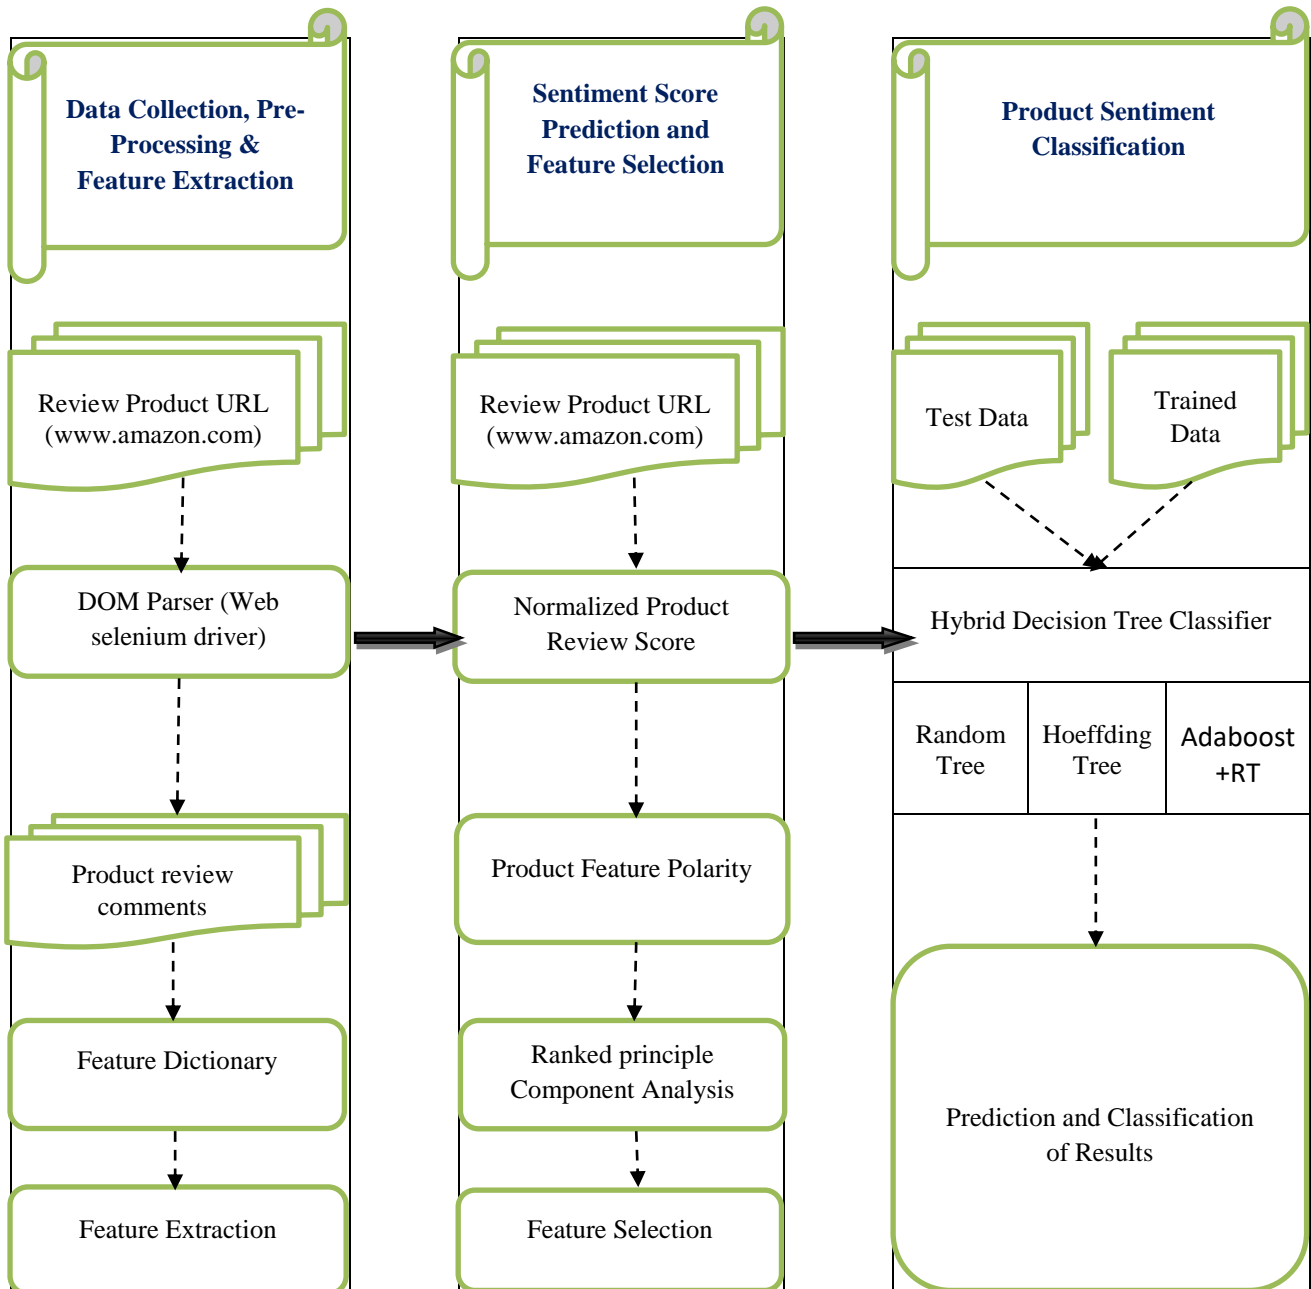 Data Collection, Pre-
Processing &
Feature Extraction
Review Product URL
(www.amazon.com)
DOM Parser (Web
selenium driver)
Product review
comments
Feature Dictionary
Feature Extraction
Sentiment Score
Prediction and
Feature Selection
Review Product URL
(www.amazon.com)
Normalized Product
Review Score
Product Feature Polarity
Ranked principle
Component Analysis
Feature Selection
Product Sentiment
Classification
Test Data
Trained
Data
Hybrid Decision Tree Classifier
Random
Tree
Hoeffding
Tree
Adaboost
+RT
Prediction and Classification
of Results